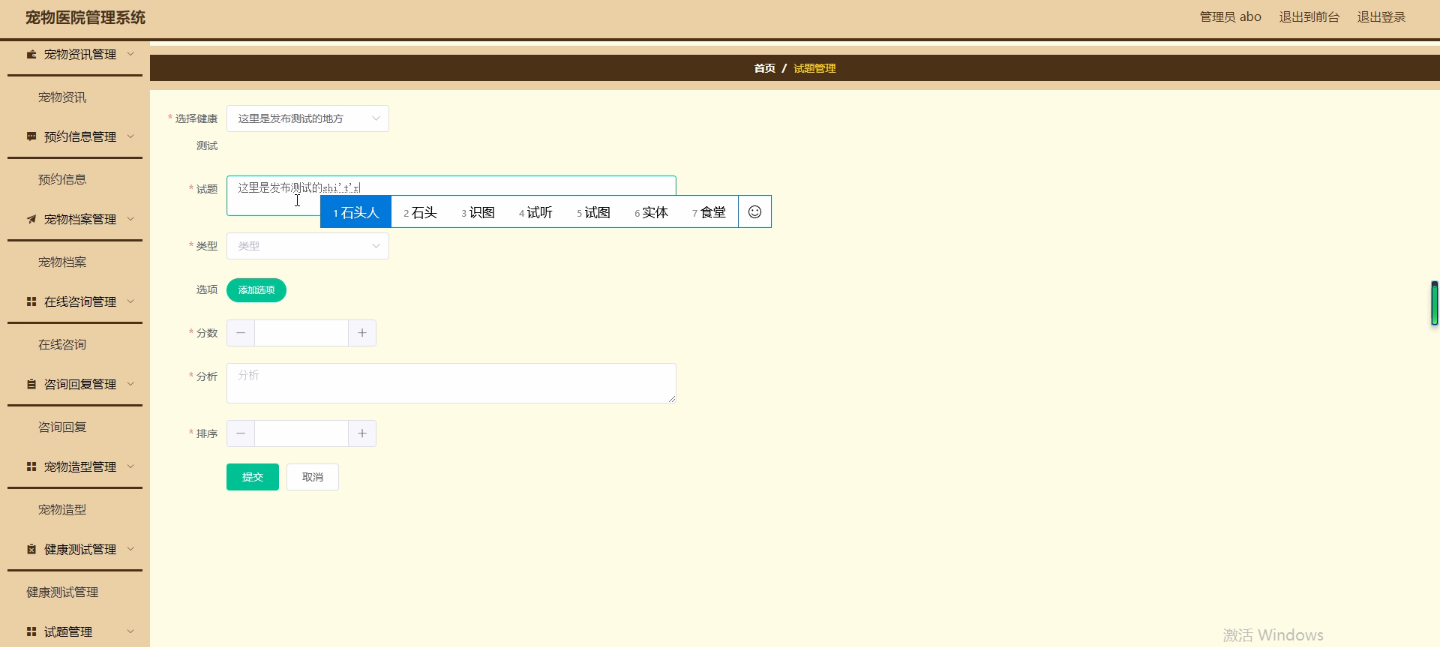 宠物医院管理系统
管理员 abo 退出到前台 退出登录
宠物资讯管理
宠物资讯
预约信息管理
预约信息
宠物档案管理
宠物档案
在线咨询管理
在线咨询
咨询回复管理
咨询回复
宠物造型管理
宠物造型
健康测试管理
健康测试管理
试题管理
首页 / 试题管理
* 选择健康测试
这里是发布测试的地方
* 试题
这里是发布测试的shi't'r
1 石头人 2 石头 3 识图 4 试听 5 试图 6 实体 7 食堂
* 类型
类型
选项
添加选项
* 分数
* 分析
分析
* 排序
提交
取消
激活 Windows